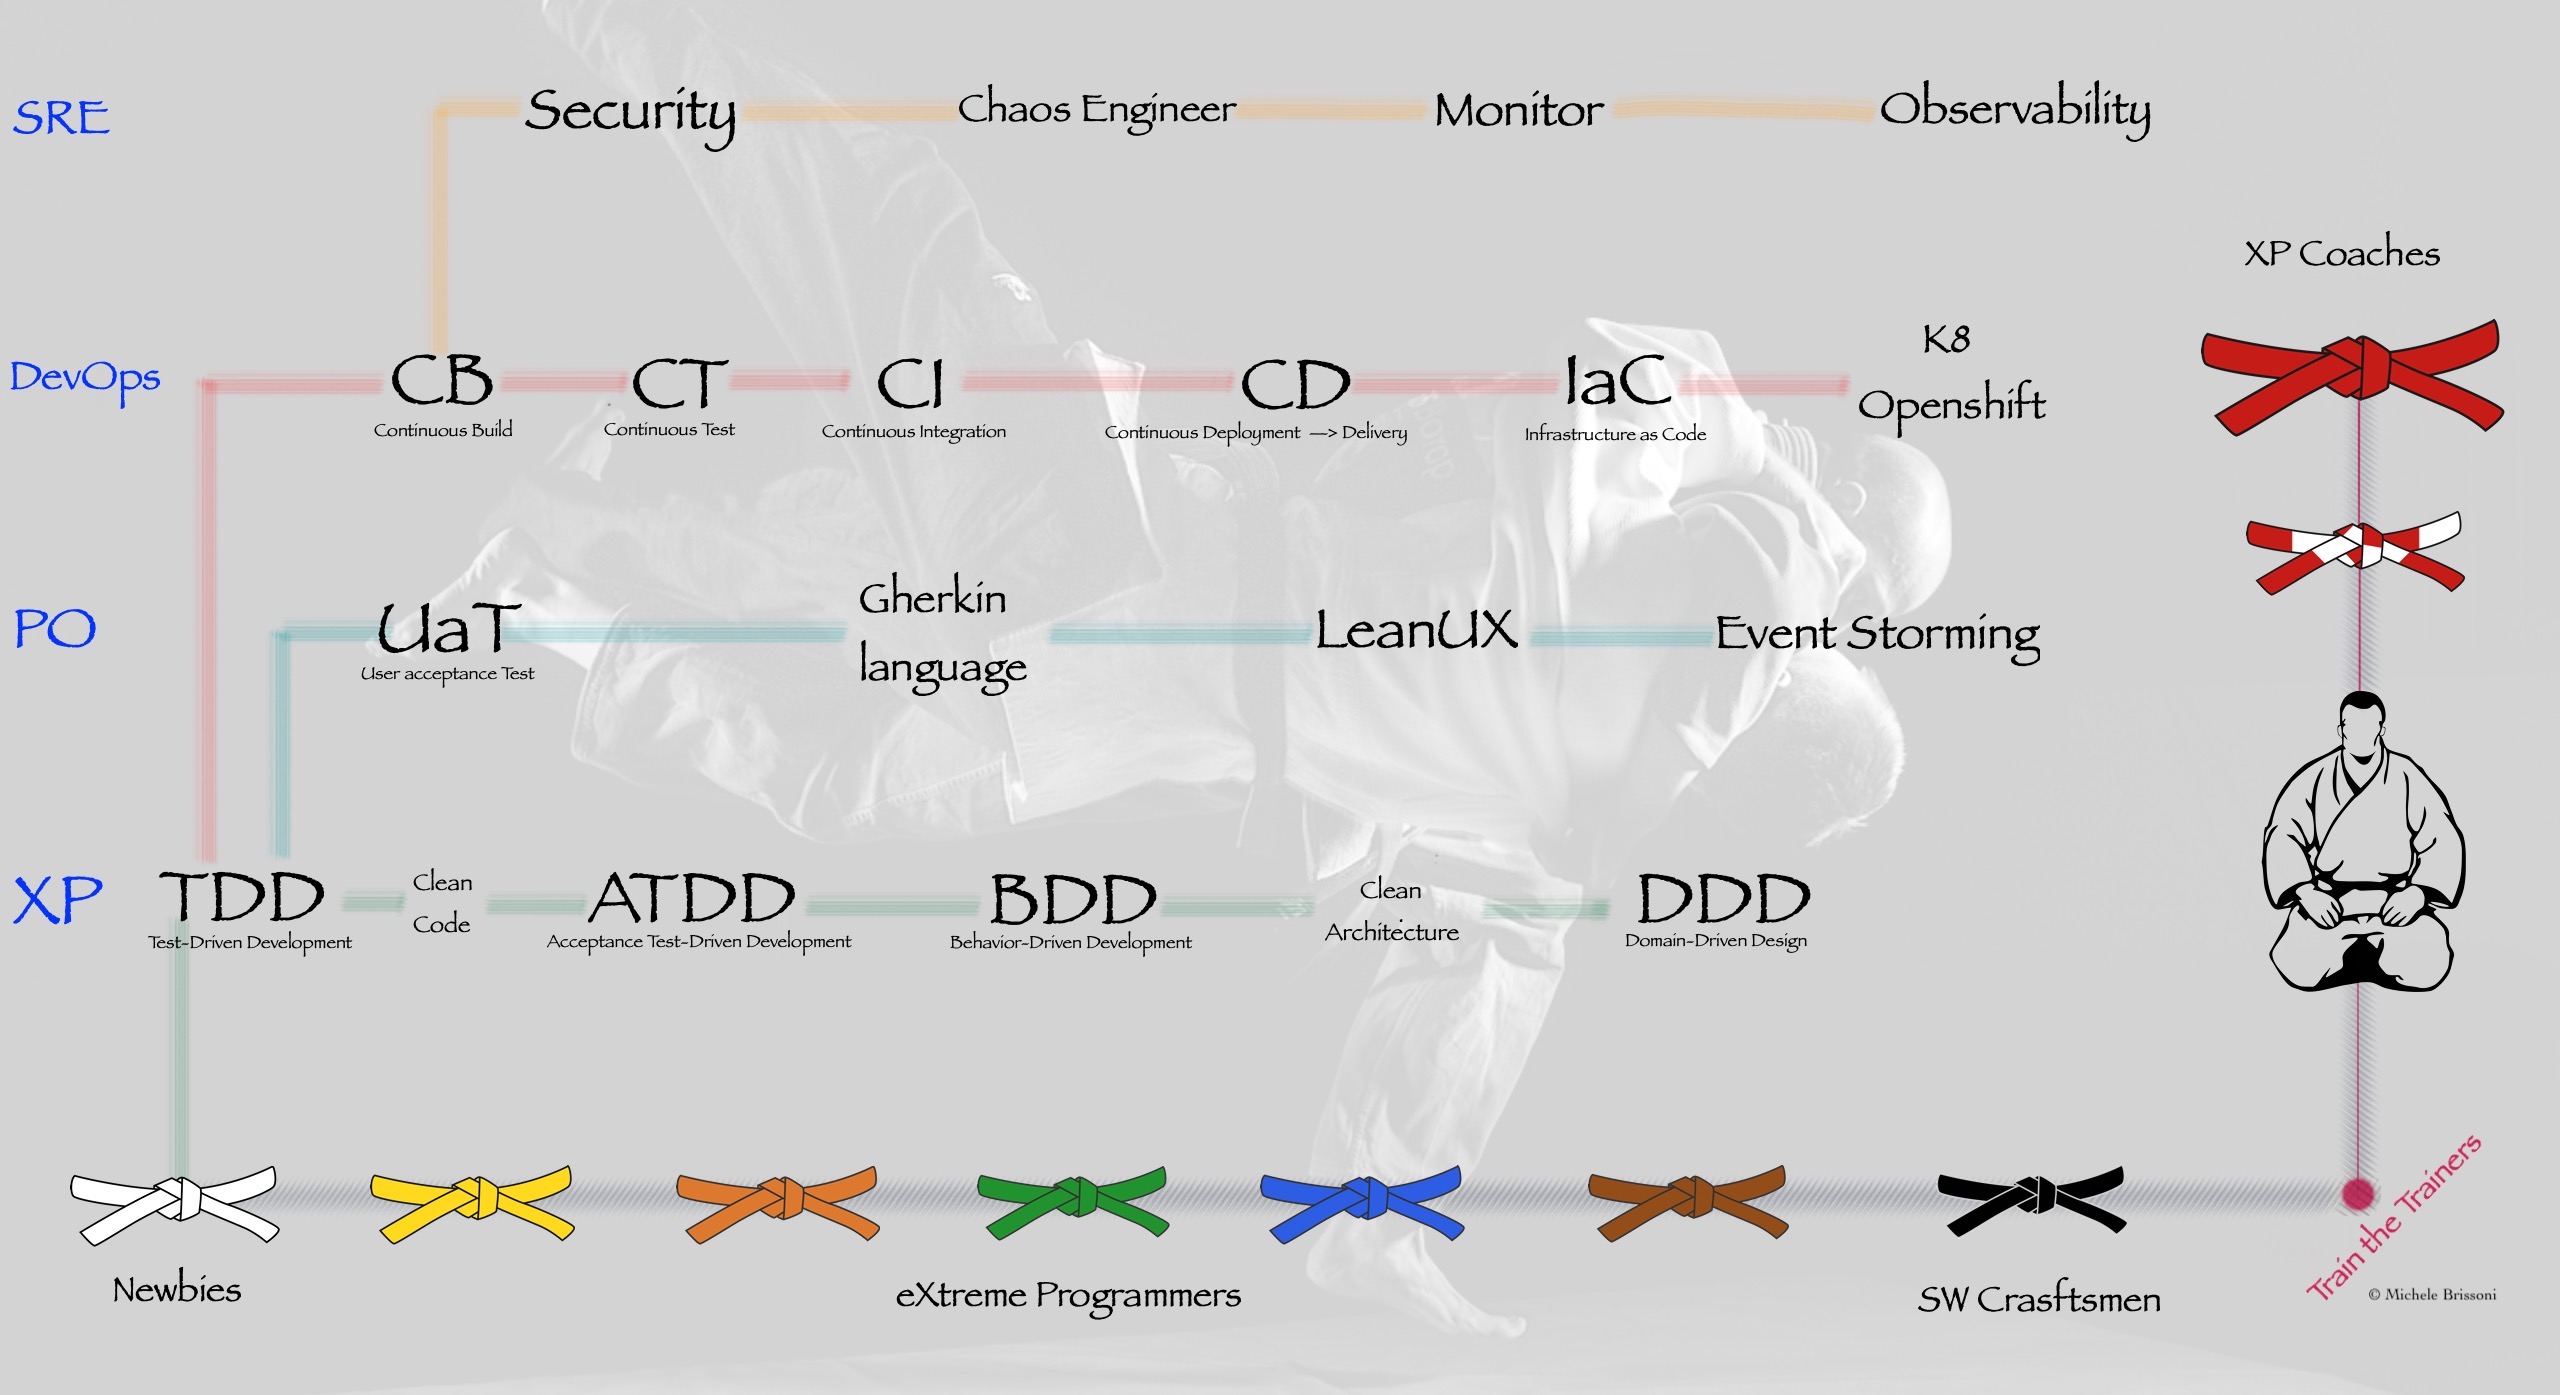 SRE
Security
Chaos Engineer
Monitor
Observability
XP Coaches
DevOps
CB
Continuous Build
CT
Continuous Test
CI
Continuous Integration
CD
Continuous Deployment —> Delivery
IaC
Infrastructure as Code
K8
Openshift
PO
UaT
User acceptance Test
Gherkin
language
LeanUX
Event Storming
XP
TDD
Test-Driven Development
Clean
Code
ATDD
Acceptance Test-Driven Development
BDD
Behavior-Driven Development
Clean
Architecture
DDD
Domain-Driven Design
Newbies
eXtreme Programmers
SW Crasftsmen
Train the Trainers
© Michele Brissoni